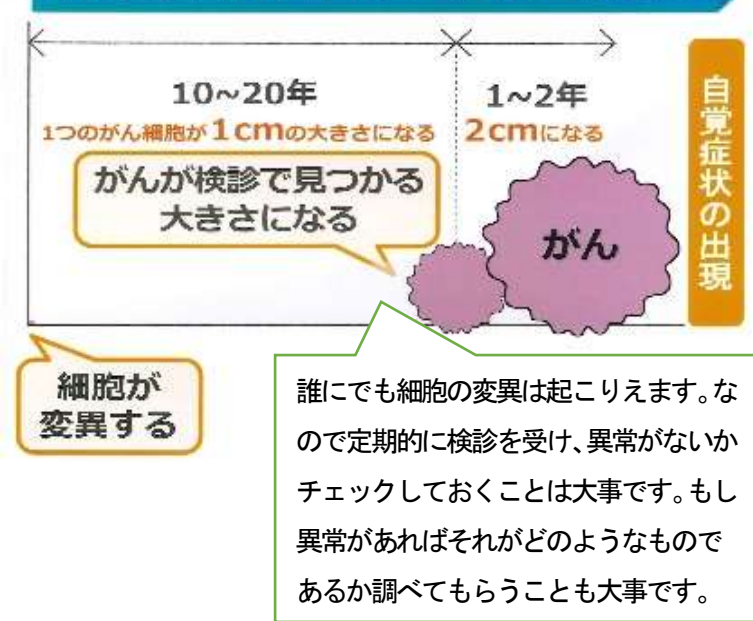 10~20年
1つのがん細胞が1cmの大きさになる
1~2年
2cmになる
がんが検診で見つかる
大きさになる
がん
自覚症状の出現
細胞が
変異する
誰にでも細胞の変異は起こりえます。な
ので定期的に検診を受け、異常がないか
チェックしておくことは大事です。もし
異常があればそれがどのようなもので
あるか調べてもらうことも大事です。